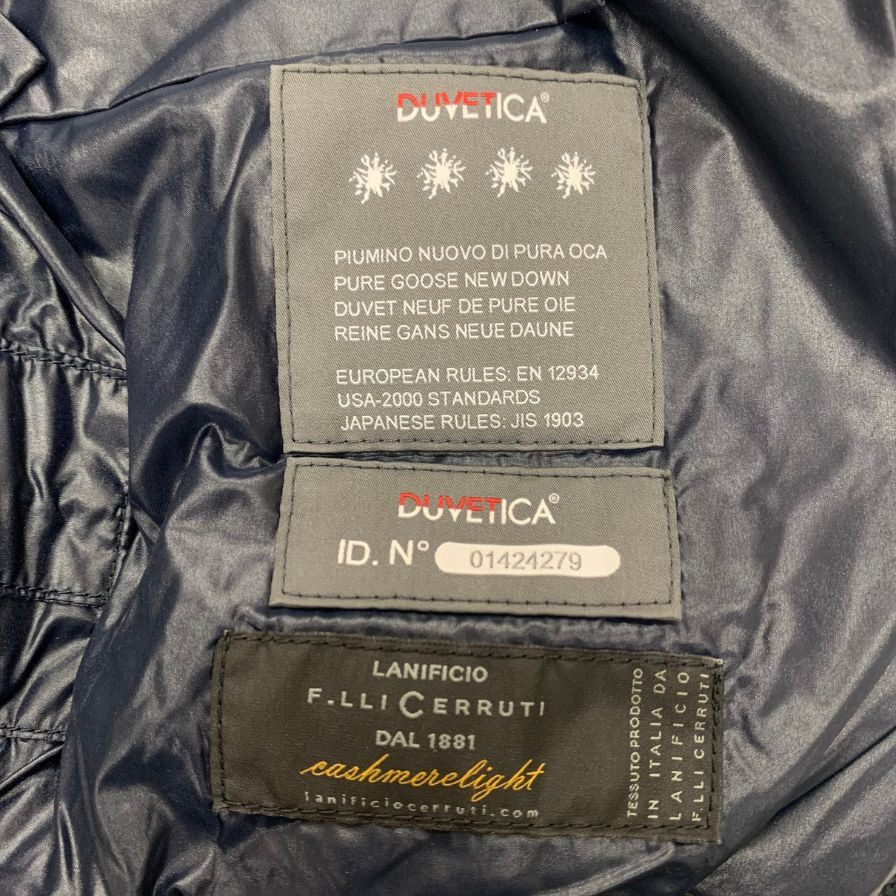 DUVETICA®
PIUMINO NUOVO DI PURA OCA
PURE GOOSE NEW DOWN
DUVET NEUF DE PURE OIE
REINE GANS NEUE DAUNE
EUROPEAN RULES: EN 12934
USA-2000 STANDARDS
JAPANESE RULES: JIS 1903
DUVETICA®
ID. N° 01424279
LANIFICIO
F.LLI CERRUTI
DAL 1881
cashmerelight
lanificiocerruti.com
TESSUTO PRODOTTO
IN ITALIA DA
LANIFICIO
F.LLI CERRUTI